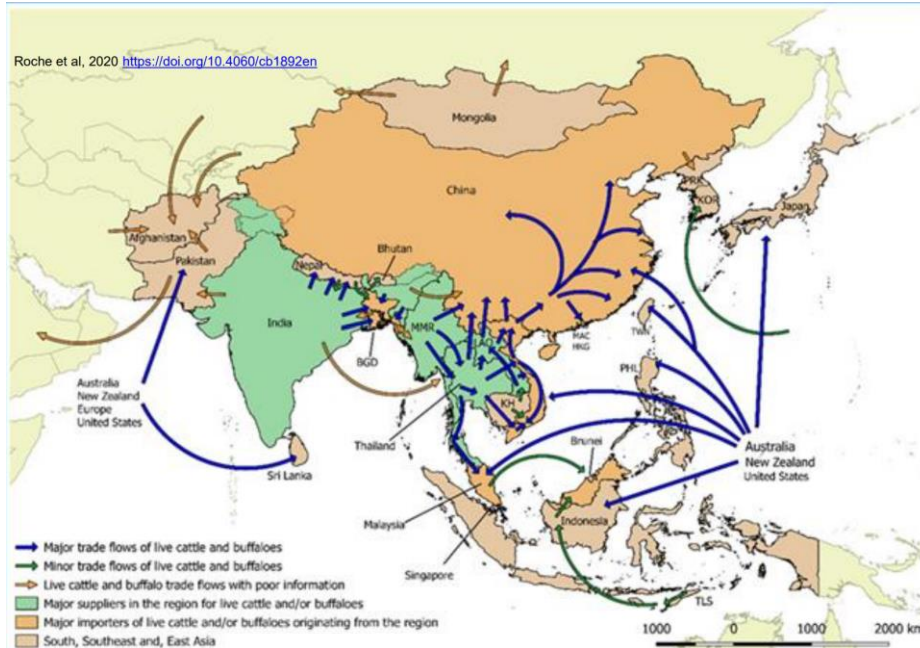 Roche et al, 2020 https://doi.org/10.4060/cb1892en
Mongolia
China
PRK
KOR
Japan
Afghanistan
Pakistan
Nepal
Bhutan
India
MMR
LAO
BGD
MAC
HKG
TWN
PHL
KH
Thailand
Australia
New Zealand
Europe
United States
Sri Lanka
Brunei
Australia
New Zealand
United States
Malaysia
Indonesia
Singapore
TLS
Major trade flows of live cattle and buffaloes
Minor trade flows of live cattle and buffaloes
Live cattle and buffalo trade flows with poor information
Major suppliers in the region for live cattle and/or buffaloes
Major importers of live cattle and/or buffaloes originating from the region
South, Southeast and, East Asia
1000 0 1000 2000 km